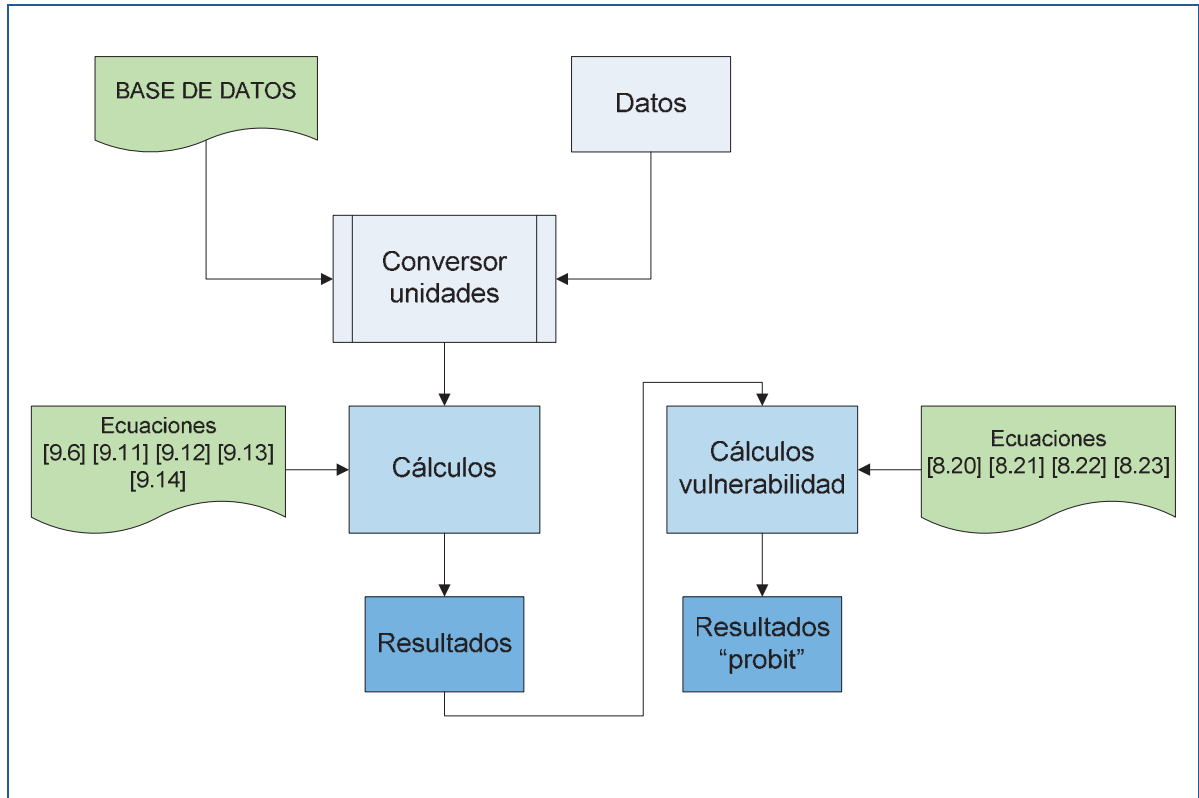 BASE DE DATOS
Datos
Conversor
unidades
Ecuaciones
[9.6] [9.11] [9.12] [9.13]
[9.14]
Cálculos
Cálculos
vulnerabilidad
Ecuaciones
[8.20] [8.21] [8.22] [8.23]
Resultados
Resultados
“probit”